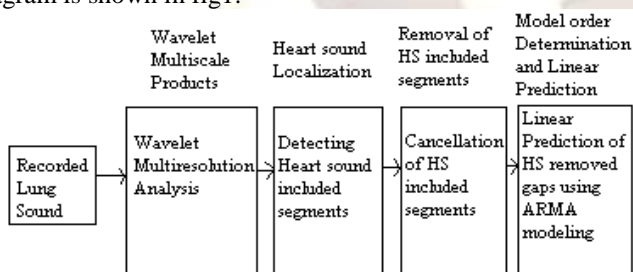 agram is shown in fig1.
Wavelet
Multiscale
Products
Heart sound
Localization
Removal of
HS included
segments
Model order
Determination
and Linear
Prediction
Recorded
Lung
Sound
Wavelet
Multiresolution
Analysis
Detecting
Heart sound
included
segments
Cancellation
of HS
included
segments
Linear
Prediction of
HS removed
gaps using
ARMA
modeling